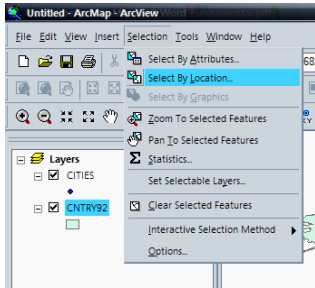 Untitled - ArcMap - ArcView
File Edit View Insert Selection Tools Window Help
Select By Attributes...
Select By Location...
Select By Graphics
Zoom To Selected Features
Pan To Selected Features
Statistics...
Set Selectable Layers...
Clear Selected Features
Interactive Selection Method
Options...
Layers
CITIES
CNTRY92